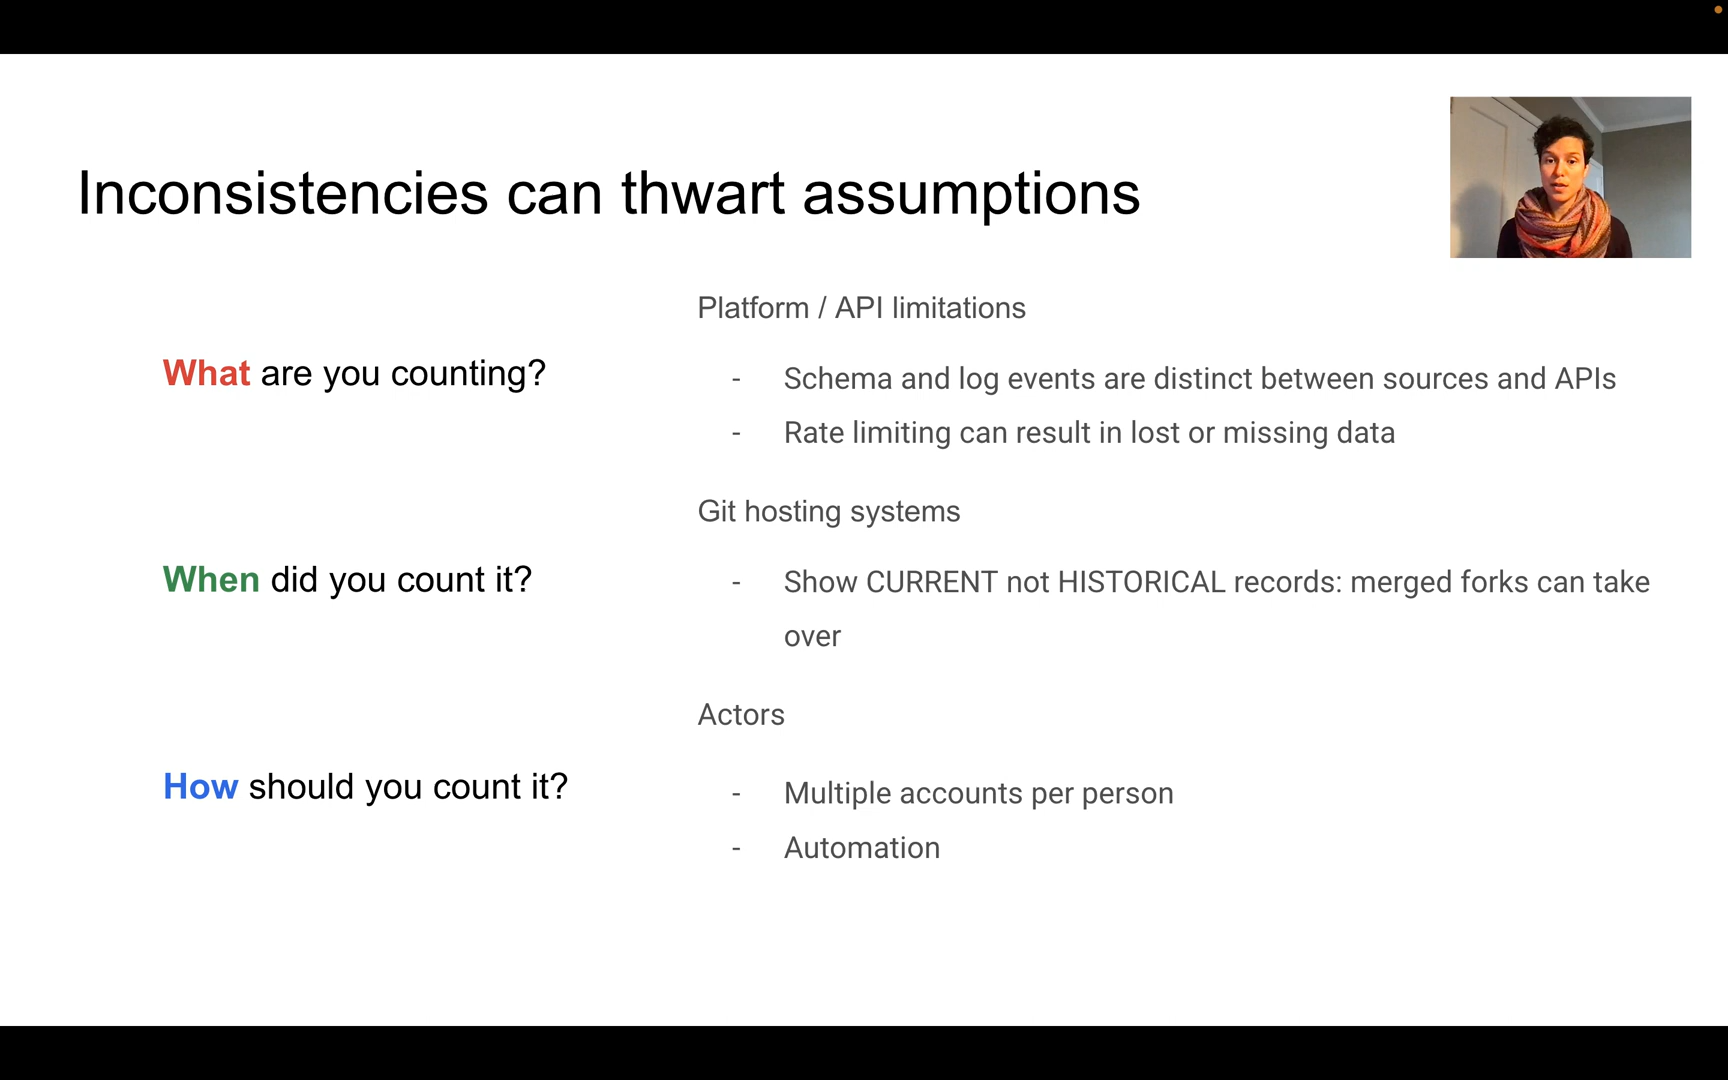 Inconsistencies can thwart assumptions
What are you counting?
When did you count it?
How should you count it?
Platform / API limitations
- Schema and log events are distinct between sources and APIs
- Rate limiting can result in lost or missing data
Git hosting systems
- Show CURRENT not HISTORICAL records: merged forks can take
over
Actors
- Multiple accounts per person
- Automation